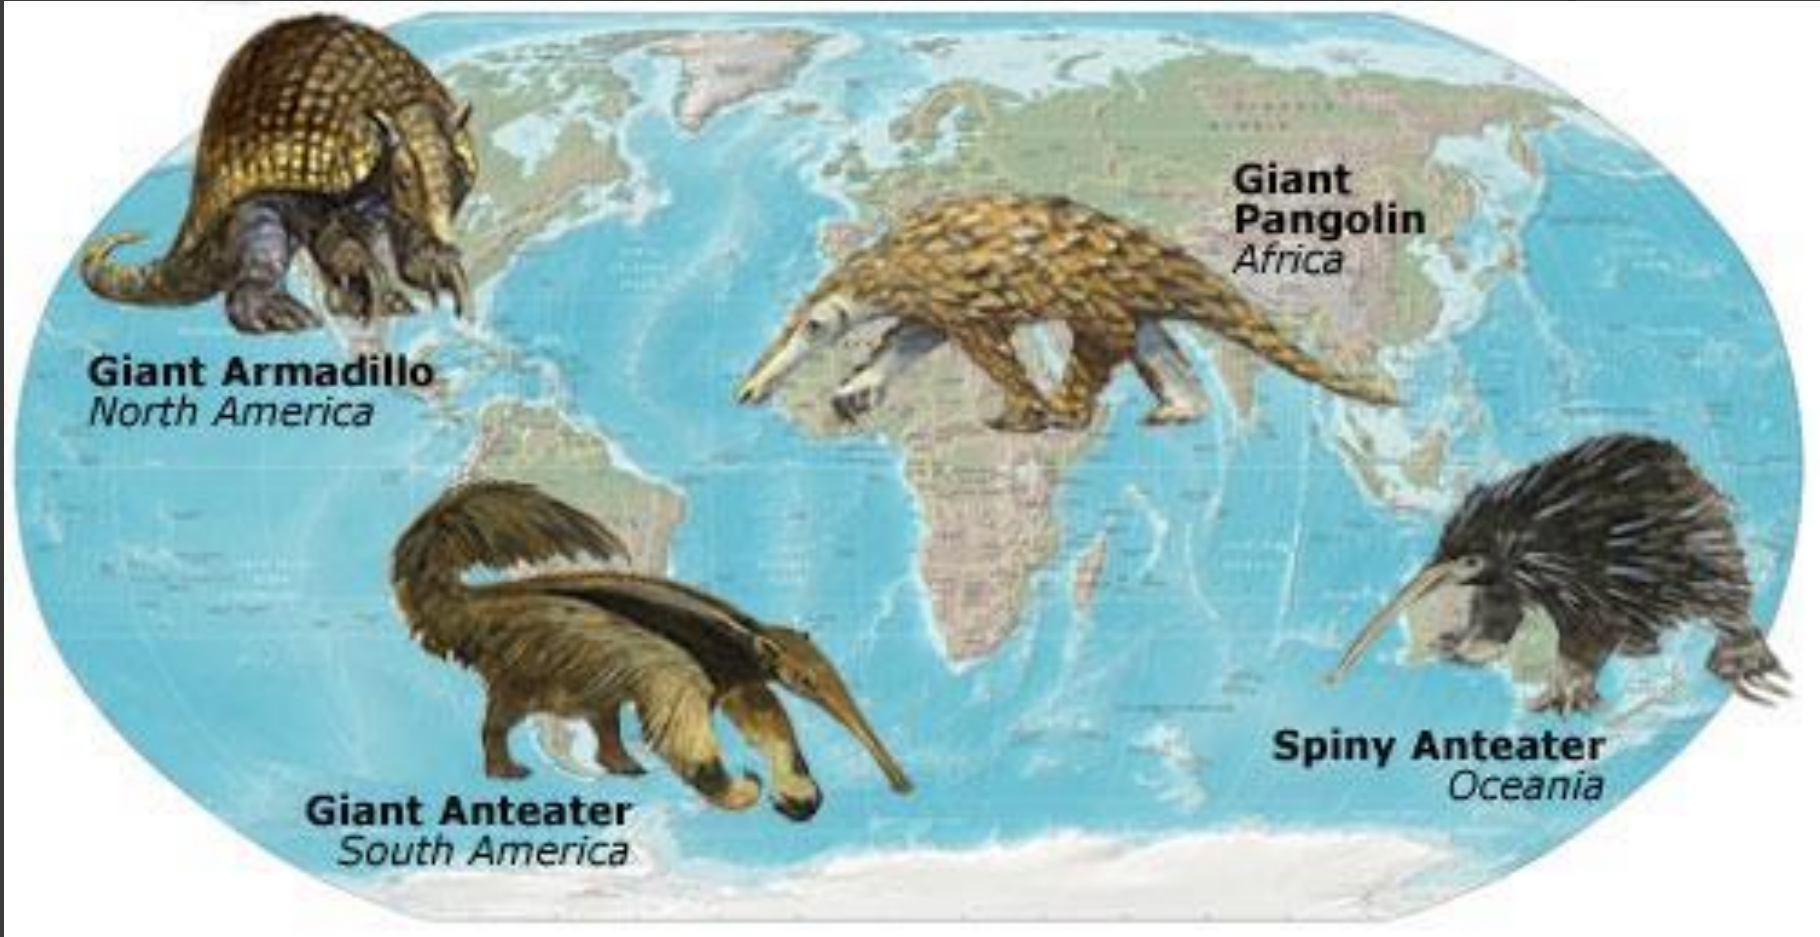 Giant Armadillo
North America
Giant
Pangolin
Africa
Giant Anteater
South America
Spiny Anteater
Oceania